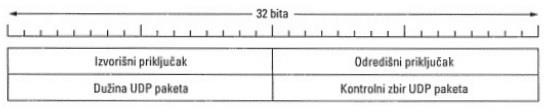 32 bita
Izvorišni priključak Odredišni priključak
Dužina UDP paketa Kontrolni zbir UDP paketa